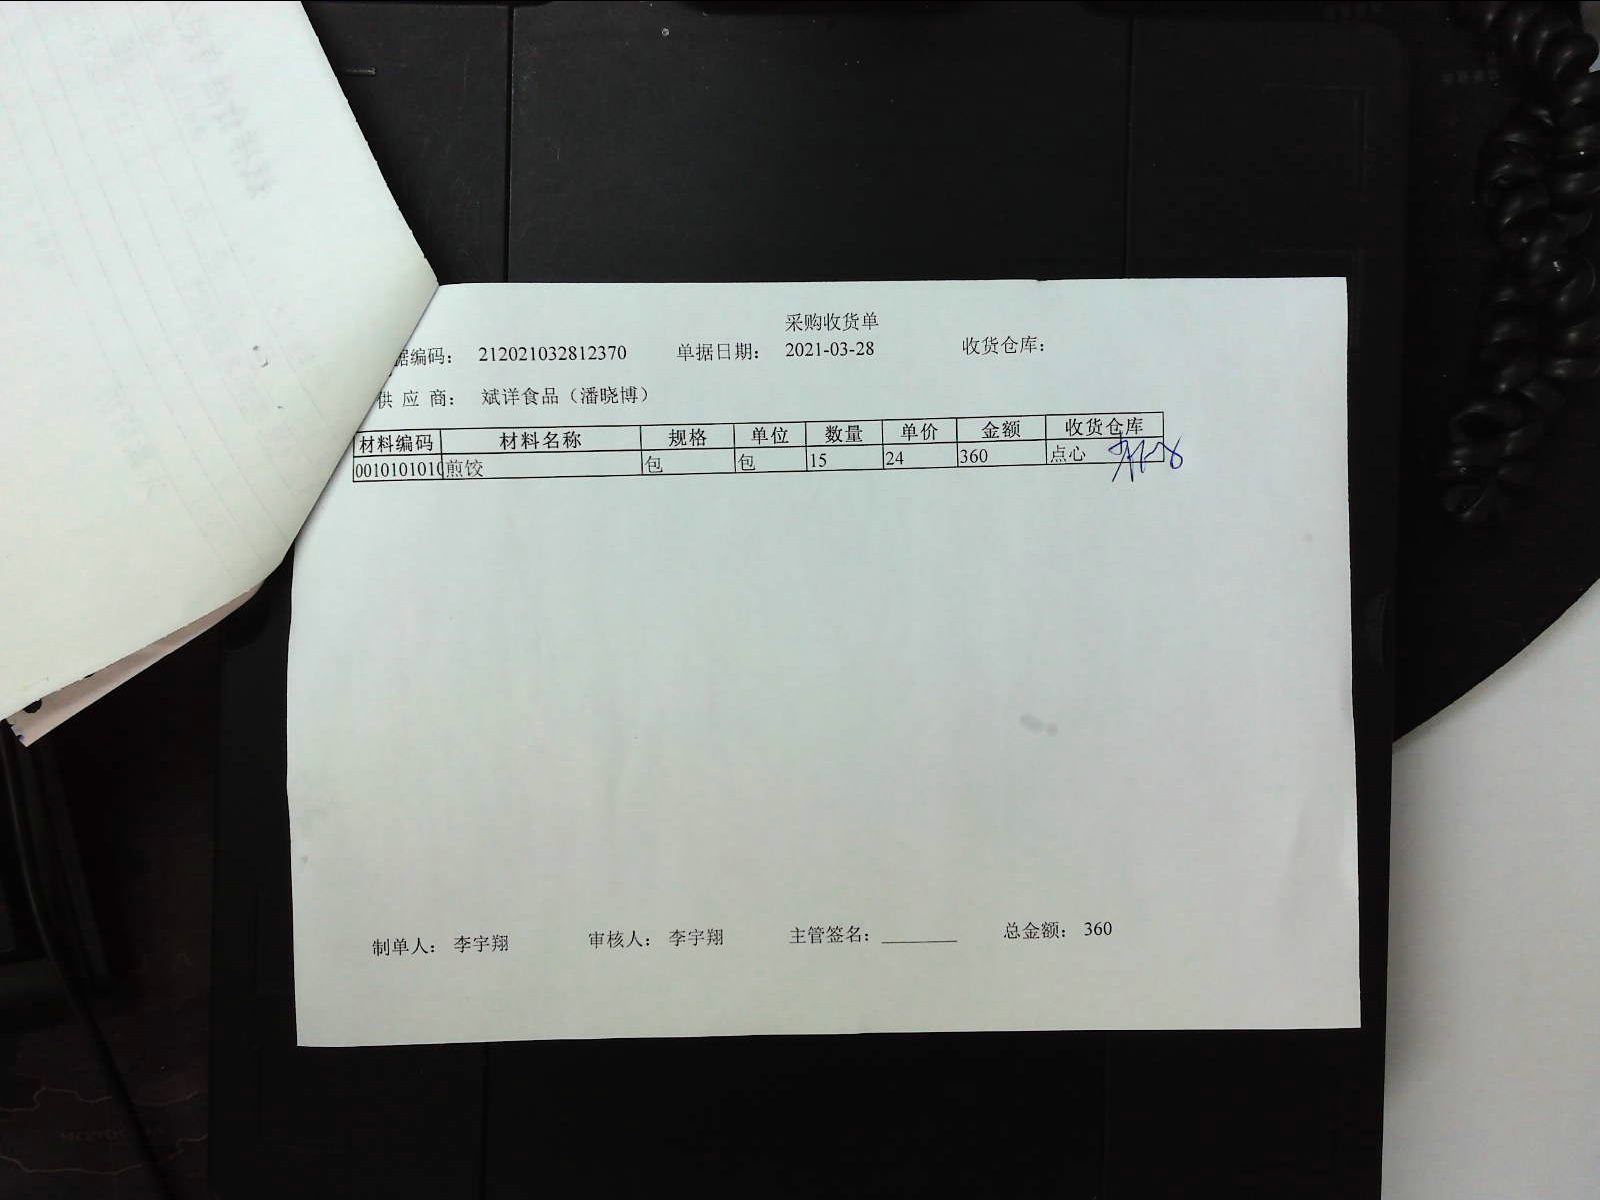 采购收货单
据编码： 212021032812370 单据日期： 2021-03-28 收货仓库：
供 应 商： 斌洋食品（潘晓博）
材料编码 材料名称 规格 单位 数量 单价 金额 收货仓库
0010101010 煎饺 包 包 15 24 360 点心
制单人： 李宇翔 审核人： 李宇翔 主管签名： ________ 总金额： 360